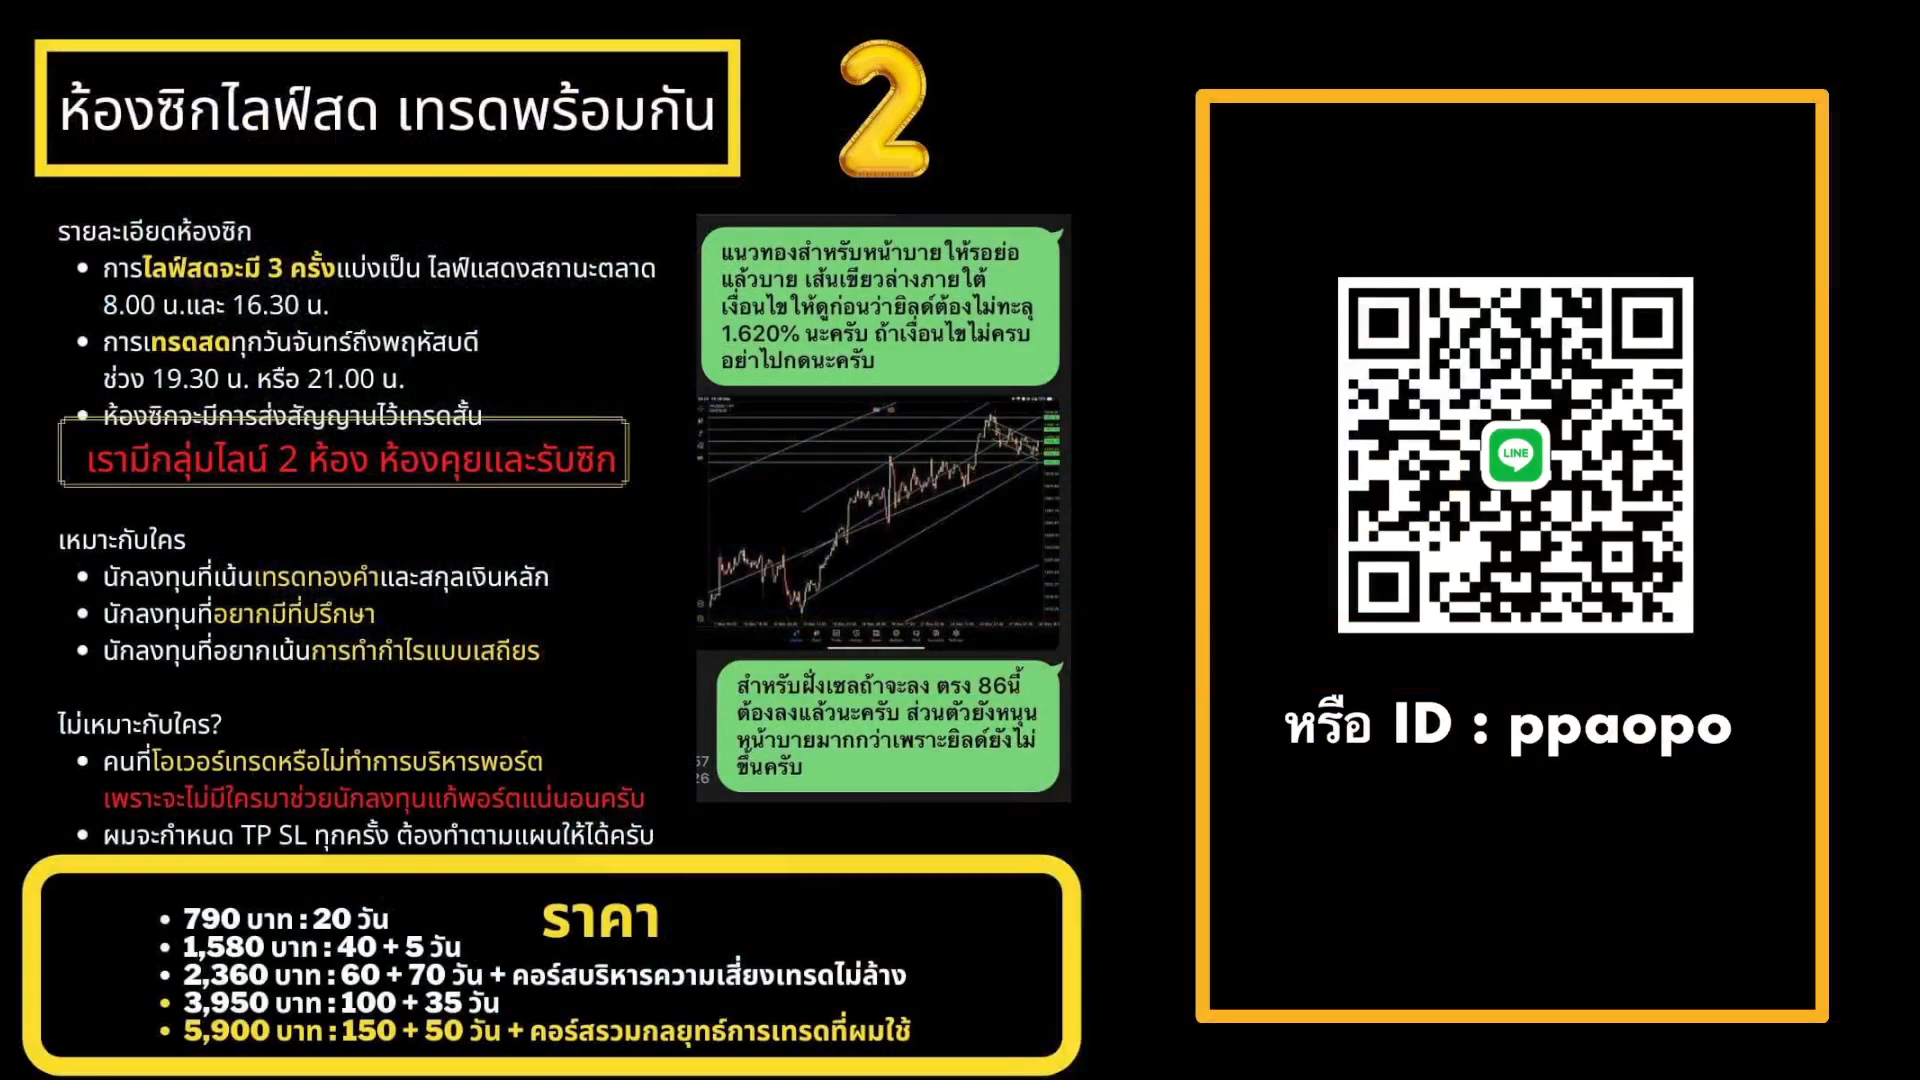 ห้องซิกไลฟ์สด เทรดพร้อมกัน
2
รายละเอียดห้องซิก
การไลฟ์สดจะมี 3 ครั้งแบ่งเป็น ไลฟ์แสดงสถานะตลาด
8.00 น.และ 16.30 น.
การเทรดสดทุกวันจันทร์ถึงพฤหัสบดี
ช่วง 19.30 น. หรือ 21.00 น.
ห้องซิกจะมีการส่งสัญญานไว้เทรดสั้น
เรามีกลุ่มไลน์ 2 ห้อง ห้องคุยและรับซิก
เหมาะกับใคร
นักลงทุนที่เน้นเทรดทองคำและสกุลเงินหลัก
นักลงทุนที่อยากมีที่ปรึกษา
นักลงทุนที่อยากเน้นการทำกำไรแบบเสถียร
ไม่เหมาะกับใคร?
คนที่โอเวอร์เทรดหรือไม่ทำการบริหารพอร์ต
เพราะจะไม่มีใครมาช่วยนักลงทุนแก้พอร์ตแน่นอนครับ
ผมจะกำหนด TP SL ทุกครั้ง ต้องทำตามแผนให้ได้ครับ
แนวทองสำหรับหน้าบาย ให้รอย่อ
แล้วบาย เส้นเขียวล่างภายใต้
เงื่อนไข ให้ดูก่อนว่ายิลด์ต้องไม่ทะลุ
1.620% นะครับ ถ้าเงื่อนไขไม่ครบ
อย่าไปกดนะครับ
สำหรับฝั่งเซลถ้าจะลง ตรง 86นี้
ต้องลงแล้วนะครับ ส่วนตัวยังหนุน
หน้าบายมากกว่าเพราะยิลด์ยังไม่
ขึ้นครับ
57
26
ราคา
790 บาท : 20 วัน
1,580 บาท : 40 + 5 วัน
2,360 บาท : 60 + 70 วัน + คอร์สบริหารความเสี่ยงเทรดไม่ล้าง
3,950 บาท : 100 + 35 วัน
5,900 บาท : 150 + 50 วัน + คอร์สรวมกลยุทธ์การเทรดที่ผมใช้
LINE
หรือ ID : ppaopo